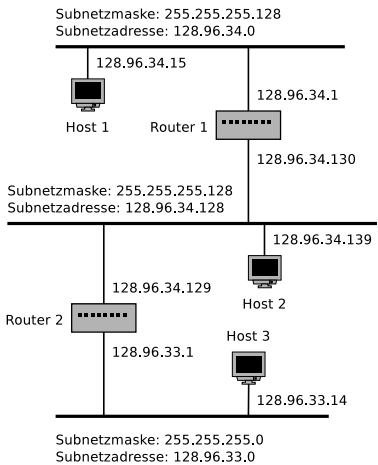 Subnetzmaske: 255.255.255.128
Subnetzadresse: 128.96.34.0
128.96.34.15
128.96.34.1
Host 1
Router 1
128.96.34.130
Subnetzmaske: 255.255.255.128
Subnetzadresse: 128.96.34.128
128.96.34.139
128.96.34.129
Host 2
Router 2
Host 3
128.96.33.1
128.96.33.14
Subnetzmaske: 255.255.255.0
Subnetzadresse: 128.96.33.0